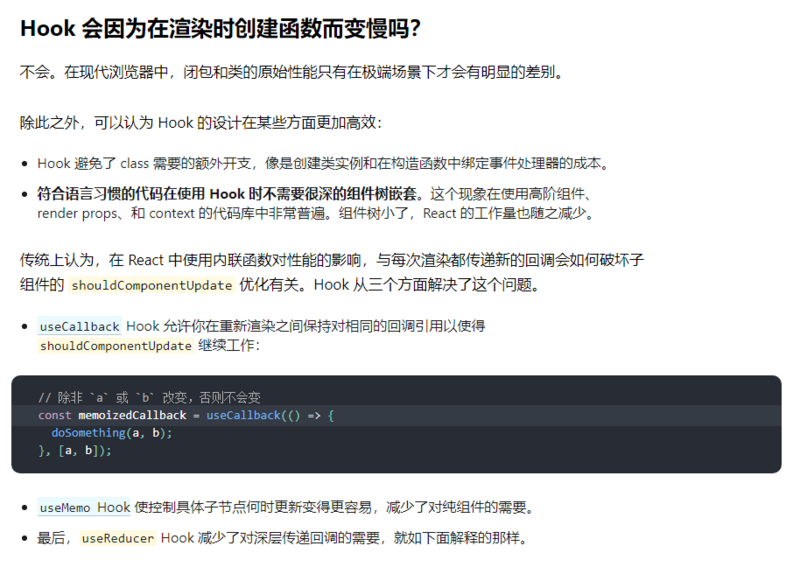 Hook 会因为在渲染时创建函数而变慢吗？
不会。在现代浏览器中，闭包和类的原始性能只有在极端场景下才会有明显的差别。
除此之外，可以认为 Hook 的设计在某些方面更加高效：
Hook 避免了 class 需要的额外开支，像是创建类实例和在构造函数中绑定事件处理器的成本。
符合语言习惯的代码在使用 Hook 时不需要很深的组件树嵌套。这个现象在使用高阶组件、
render props、和 context 的代码库中非常普遍。组件树小了，React 的工作量也随之减少。
传统上认为，在 React 中使用内联函数对性能的影响，与每次渲染都传递新的回调会如何破坏子
组件的 shouldComponentUpdate 优化有关。Hook 从三个方面解决了这个问题。
useCallback Hook 允许你在重新渲染之间保持对相同的回调引用以使得
shouldComponentUpdate 继续工作：
// 除非 `a` 或 `b` 改变，否则不会变
const memoizedCallback = useCallback(() => {
  doSomething(a, b);
}, [a, b]);
useMemo Hook 使控制具体子节点何时更新变得更容易，减少了对纯组件的需要。
最后，useReducer Hook 减少了对深层传递回调的需要，就如下面解释的那样。